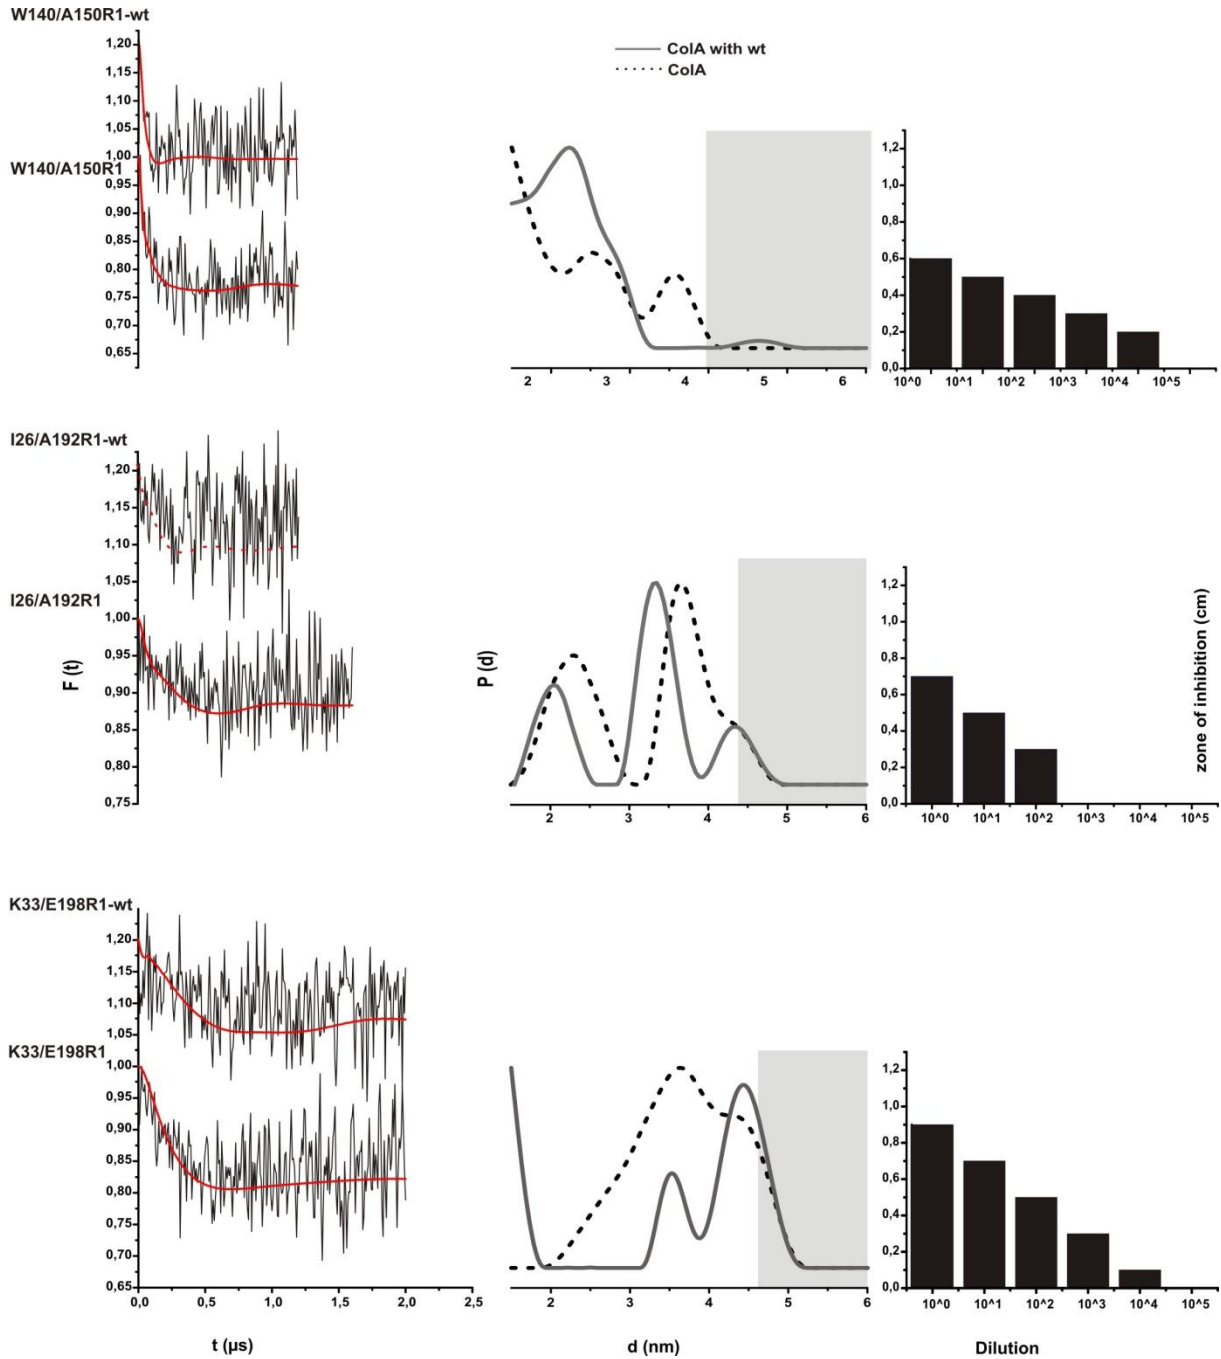 W140/A150R1-wt
1,20
1,15
1,10
1,05
1,00
W140/A150R1
0,95
0,90
0,85
0,80
0,75
0,70
0,65
ColA with wt
ColA
2 3 4 5 6
1,2
1,0
0,8
0,6
0,4
0,2
0,0
10^0 10^1 10^2 10^3 10^4 10^5
I26/A192R1-wt
1,20
1,15
1,10
1,05
I26/A192R1
1,00
0,95
0,90
0,85
0,80
0,75
F (t)
P (d)
2 3 4 5 6
1,2
1,0
0,8
0,6
0,4
0,2
0,0
10^0 10^1 10^2 10^3 10^4 10^5
zone of inhibition (cm)
K33/E198R1-wt
1,20
1,15
1,10
1,05
K33/E198R1
1,00
0,95
0,90
0,85
0,80
0,75
0,70
0,65
0,0 0,5 1,0 1,5 2,0 2,5
t (µs)
2 3 4 5 6
d (nm)
1,2
1,0
0,8
0,6
0,4
0,2
0,0
10^0 10^1 10^2 10^3 10^4 10^5
Dilution